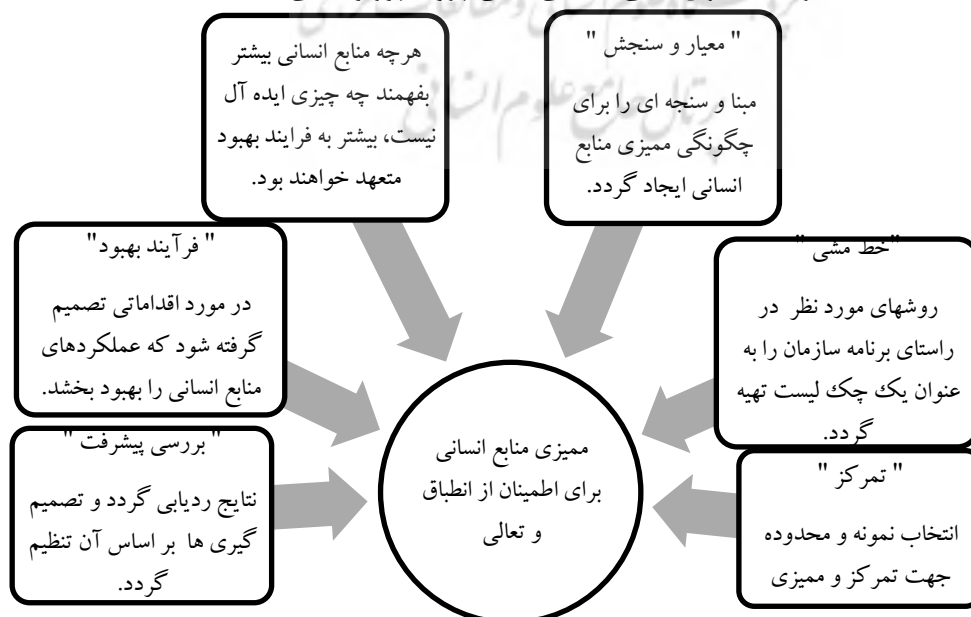 " معیار و سنجش "
مبنا و سنجه ای را برای
چگونگی ممیزی منابع
انسانی ایجاد گردد.
هرچه منابع انسانی بیشتر
بفهمند چه چیزی ایده آل
نیست، بیشتر به فرایند بهبود
متعهد خواهند بود.
"خط مشی "
روشهای مورد نظر در
راستای برنامه سازمان را به
عنوان یک چک لیست تهیه
گردد.
" فرآیند بهبود"
در مورد اقداماتی تصمیم
گرفته شود که عملکردهای
منابع انسانی را بهبود بخشد.
" تمرکز "
انتخاب نمونه و محدوده
جهت تمرکز و ممیزی
" بررسی پیشرفت "
نتایج ردیابی گردد و تصمیم
گیری ها بر اساس آن تنظیم
گردد.
ممیزی منابع انسانی
برای اطمینان از انطباق
و تعالی
پرتال جامع علوم انسانی